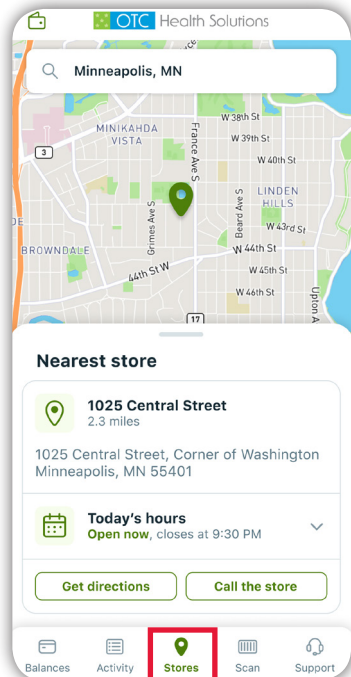 OTC Health Solutions
Minneapolis, MN
W 38th St
MINIKAHDA
VISTA
France Ave S
W 39th St
3
W 40th St
Grimes Ave S
Beard Ave S
LINDEN
HILLS
W 43rd St
DE
BROWNDALE
W 44th St
44th St W
W 45th St
W 46th St
Upton A
17
Nearest store
1025 Central Street
2.3 miles
1025 Central Street, Corner of Washington
Minneapolis, MN 55401
Today's hours
Open now, closes at 9:30 PM
Get directions
Call the store
Balances
Activity
Stores
Scan
Support